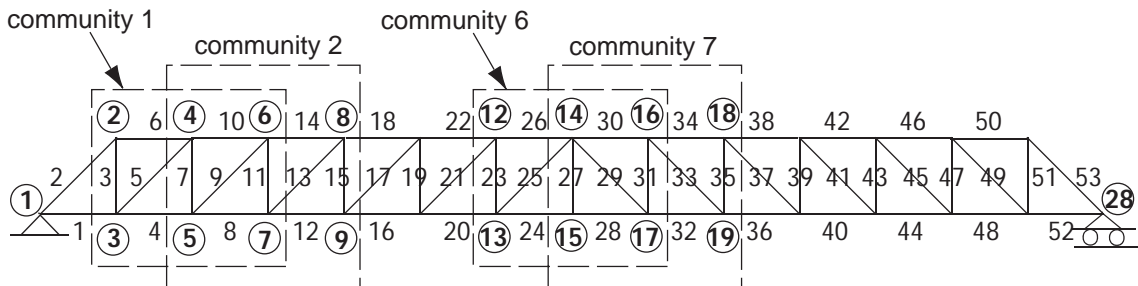 community 1
community 6
community 2
community 7
2 4 6 8 12 14 16 18
6 10 14 18 22 26 30 34 38 42 46 50
2 3 5 7 9 11 13 15 17 19 21 23 25 27 29 31 33 35 37 39 41 43 45 47 49 51 53
1 28
1 4 8 12 16 20 24 28 32 36 40 44 48 52
3 5 7 9 13 15 17 19